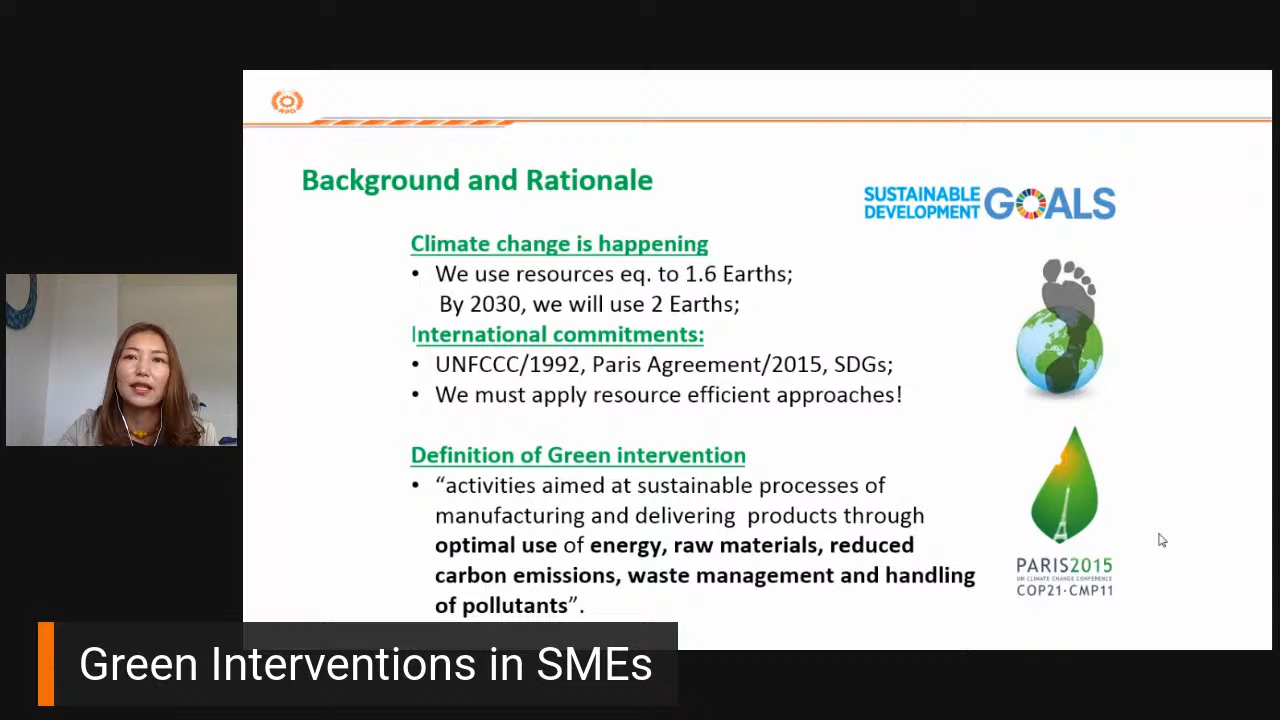 APO
Background and Rationale
SUSTAINABLE
DEVELOPMENT
GOALS
Climate change is happening
• We use resources eq. to 1.6 Earths;
By 2030, we will use 2 Earths;
International commitments:
• UNFCCC/1992, Paris Agreement/2015, SDGs;
• We must apply resource efficient approaches!
Definition of Green intervention
• “activities aimed at sustainable processes of
manufacturing and delivering products through
optimal use of energy, raw materials, reduced
carbon emissions, waste management and handling
of pollutants”.
PARIS2015
UN CLIMATE CHANGE CONFERENCE
COP21·CMP11
Green Interventions in SMEs